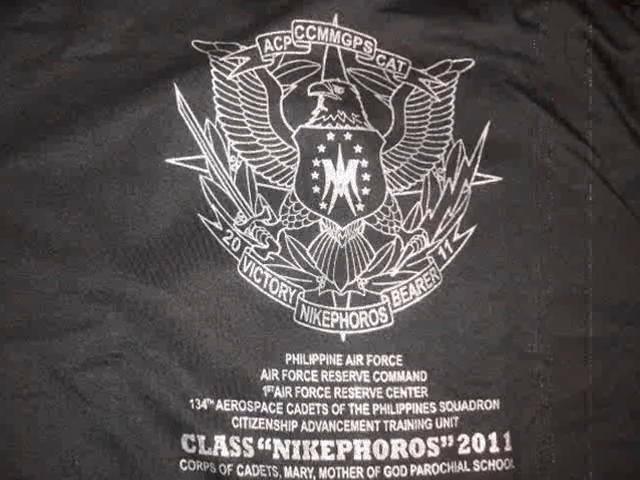 ACP CCMMGPS CAT
20 VICTORY NIKEPHOROS BEARER 11
PHILIPPINE AIR FORCE
AIR FORCE RESERVE COMMAND
1ST AIR FORCE RESERVE CENTER
134TH AEROSPACE CADETS OF THE PHILIPPINES SQUADRON
CITIZENSHIP ADVANCEMENT TRAINING UNIT
CLASS "NIKEPHOROS" 2011
CORPS OF CADETS, MARY, MOTHER OF GOD PAROCHIAL SCHOOL